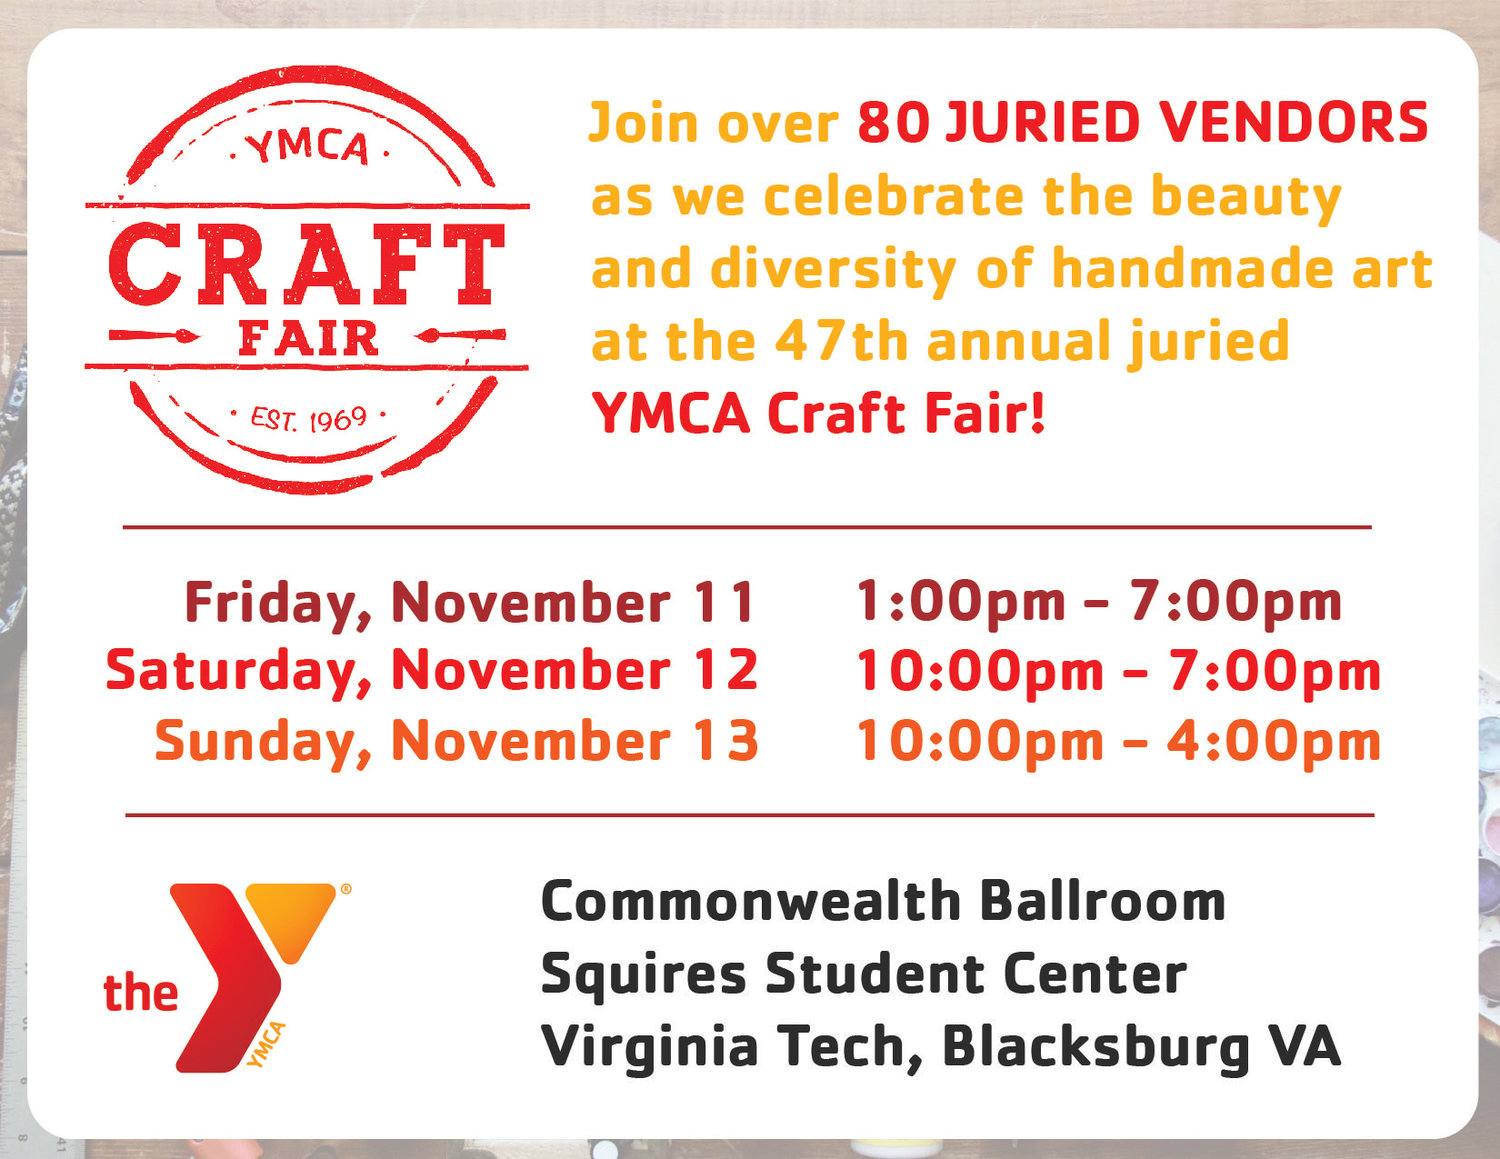 YMCA
CRAFT
FAIR
EST. 1969
Join over 80 JURIED VENDORS
as we celebrate the beauty
and diversity of handmade art
at the 47th annual juried
YMCA Craft Fair!
Friday, November 11 1:00pm – 7:00pm
Saturday, November 12 10:00pm – 7:00pm
Sunday, November 13 10:00pm – 4:00pm
the
YMCA
®
Commonwealth Ballroom
Squires Student Center
Virginia Tech, Blacksburg VA